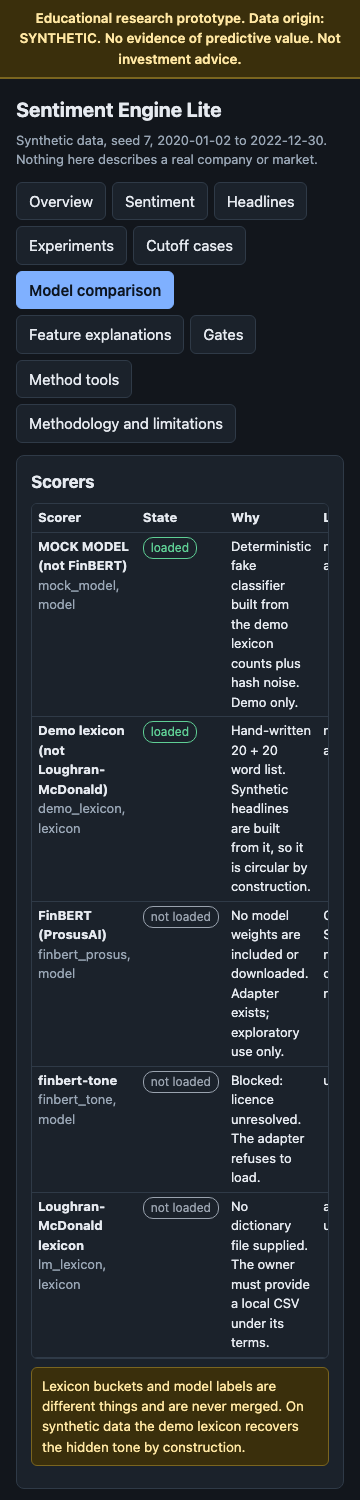 Educational research prototype. Data origin:
SYNTHETIC. No evidence of predictive value. Not
investment advice.
Sentiment Engine Lite
Synthetic data, seed 7, 2020-01-02 to 2022-12-30.
Nothing here describes a real company or market.
Overview
Sentiment
Headlines
Experiments
Cutoff cases
Model comparison
Feature explanations
Gates
Method tools
Methodology and limitations
Scorers
Scorer
State
Why
MOCK MODEL
(not FinBERT)
mock_model,
model
loaded
Deterministic
fake
classifier
built from
the demo
lexicon
counts plus
hash noise.
Demo only.
Demo lexicon
(not
Loughran-
McDonald)
demo_lexicon,
lexicon
loaded
Hand-written
20 + 20
word list.
Synthetic
headlines
are built
from it, so it
is circular by
construction.
FinBERT
(ProsusAI)
finbert_prosus,
model
not loaded
No model
weights are
included or
downloaded.
Adapter
exists;
exploratory
use only.
finbert-tone
finbert_tone,
model
not loaded
Blocked:
licence
unresolved.
The adapter
refuses to
load.
Loughran-
McDonald
lexicon
lm_lexicon,
lexicon
not loaded
No
dictionary
file supplied.
The owner
must provide
a local CSV
under its
terms.
Lexicon buckets and model labels are
different things and are never merged. On
synthetic data the demo lexicon recovers
the hidden tone by construction.